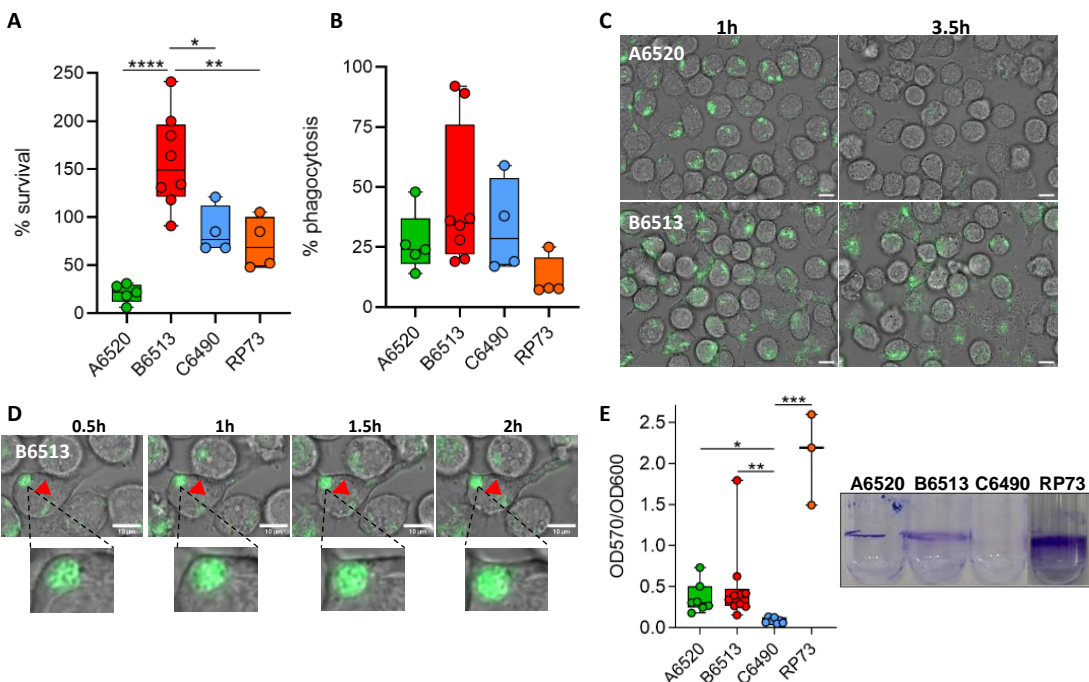 A
B
C
* 
**** **
250
200
150
100
50
0
% survival
A6520
B6513
C6490
RP73
100
75
50
25
0
% phagocytosis
A6520
B6513
C6490
RP73
1h 3.5h
A6520
B6513
D
0.5h 1h 1.5h 2h
B6513
10 µm 10 µm 10 µm 10 µm
E
***
*
**
2.5
2.0
1.5
1.0
0.5
0.0
OD570/OD600
A6520
B6513
C6490
RP73
A6520 B6513 C6490 RP73